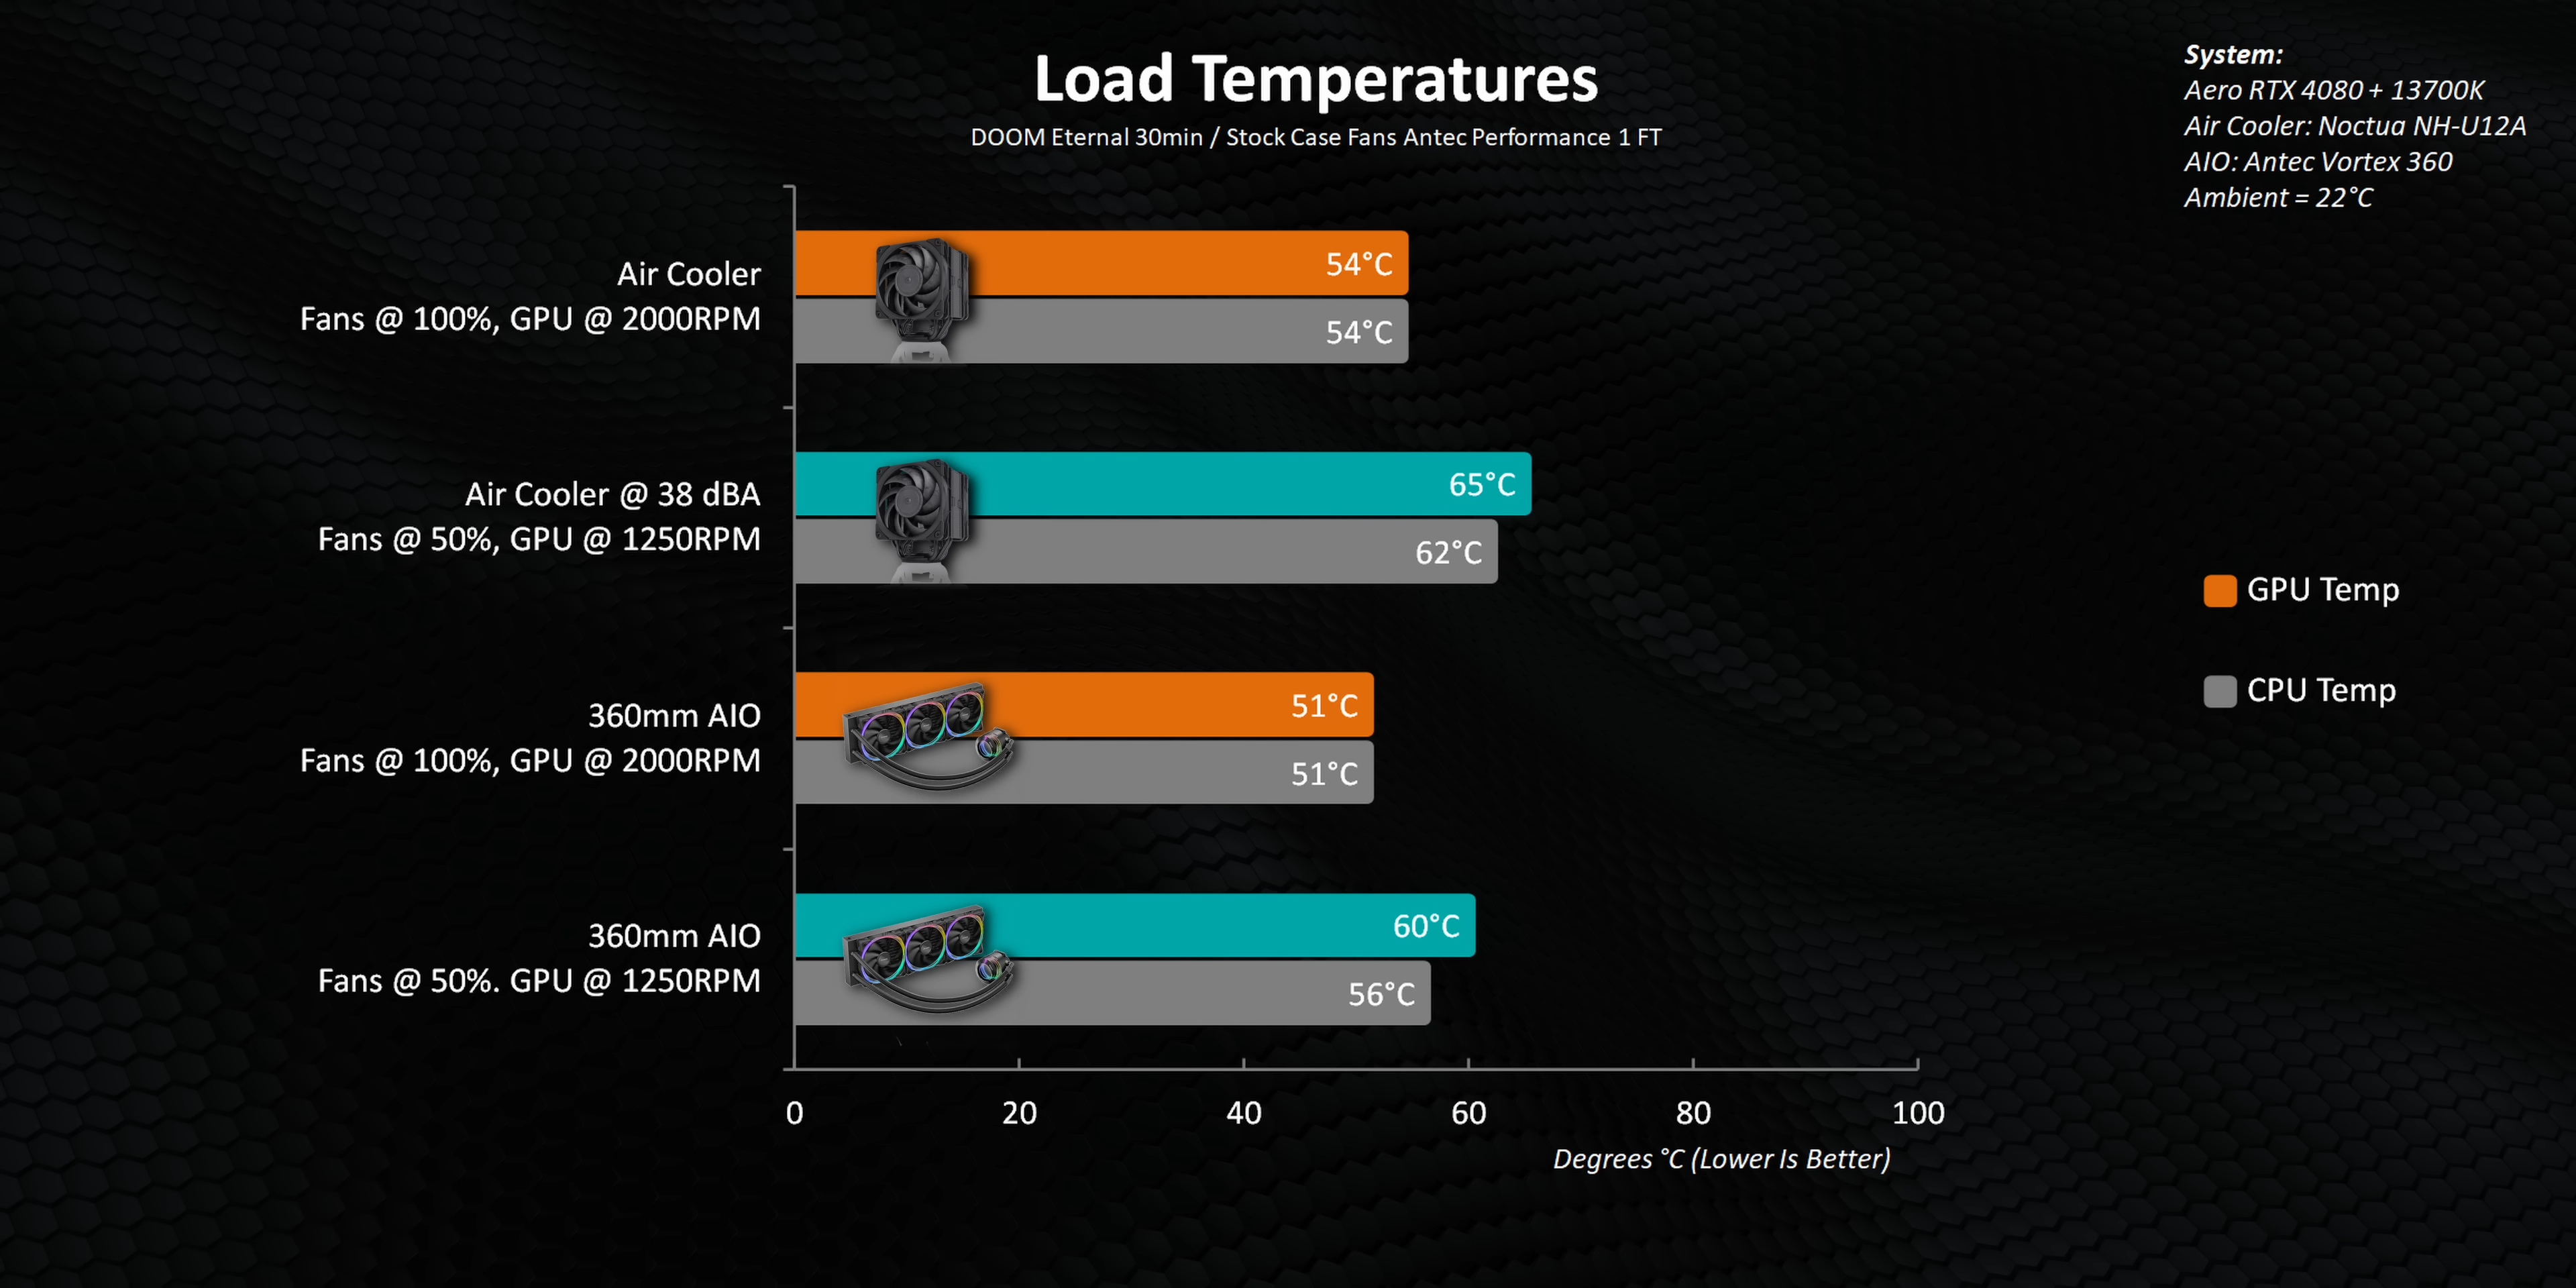 Load Temperatures
DOOM Eternal 30min / Stock Case Fans Antec Performance 1 FT
System:
Aero RTX 4080 + 13700K
Air Cooler: Noctua NH-U12A
AIO: Antec Vortex 360
Ambient = 22°C
Air Cooler
Fans @ 100%, GPU @ 2000RPM
54°C
54°C
Air Cooler @ 38 dBA
Fans @ 50%, GPU @ 1250RPM
65°C
62°C
360mm AIO
Fans @ 100%, GPU @ 2000RPM
51°C
51°C
360mm AIO
Fans @ 50%. GPU @ 1250RPM
60°C
56°C
GPU Temp
CPU Temp
0 20 40 60 80 100
Degrees °C (Lower Is Better)